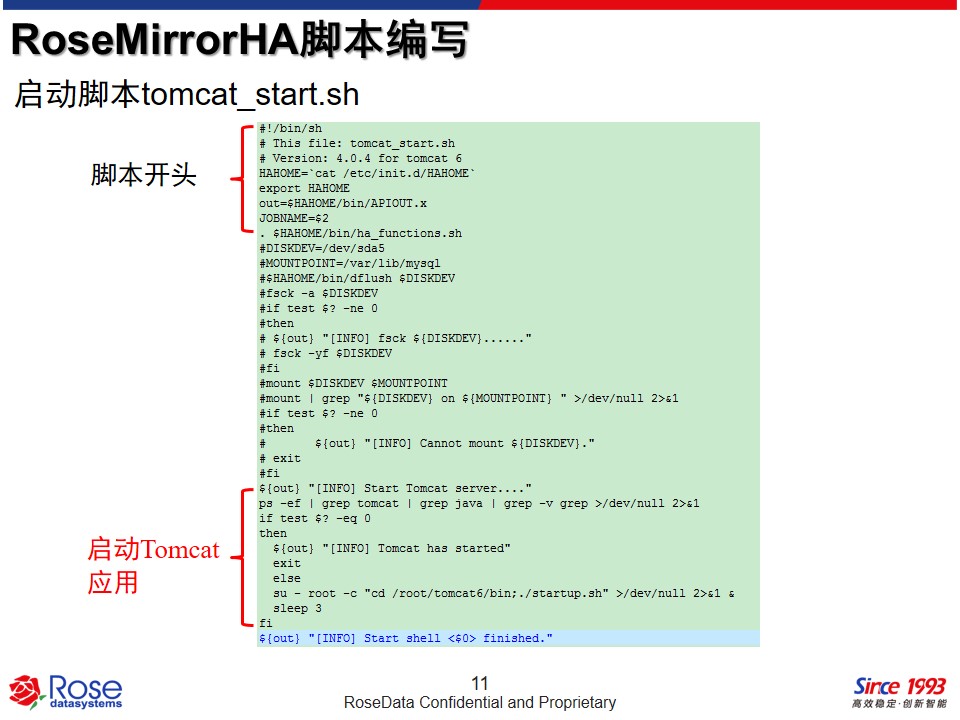 RoseMirrorHA脚本编写
启动脚本tomcat_start.sh
脚本开头
#!/bin/sh
# This file: tomcat_start.sh
# Version: 4.0.4 for tomcat 6
HAHOME=`cat /etc/init.d/HAHOME`
export HAHOME
out=$HAHOME/bin/APIOUT.x
JOBNAME=$2
. $HAHOME/bin/ha_functions.sh
#DISKDEV=/dev/sda5
#MOUNTPOINT=/var/lib/mysql
#$HAHOME/bin/dflush $DISKDEV
#fsck -a $DISKDEV
#if test $? -ne 0
#then
# ${out} "[INFO] fsck ${DISKDEV}......"
# fsck -yf $DISKDEV
#fi
#mount $DISKDEV $MOUNTPOINT
#mount | grep "${DISKDEV} on ${MOUNTPOINT} " >/dev/null 2>&1
#if test $? -ne 0
#then
#       ${out} "[INFO] Cannot mount ${DISKDEV}."
# exit
#fi
启动Tomcat
应用
${out} "[INFO] Start Tomcat server...."
ps -ef | grep tomcat | grep java | grep -v grep >/dev/null 2>&1
if test $? -eq 0
then
  ${out} "[INFO] Tomcat has started"
  exit
  else
  su - root -c "cd /root/tomcat6/bin;./startup.sh" >/dev/null 2>&1 &
  sleep 3
fi
${out} "[INFO] Start shell <$0> finished."
Rose
datasystems
11
RoseData Confidential and Proprietary
Since 1993
高效稳定·创新智能